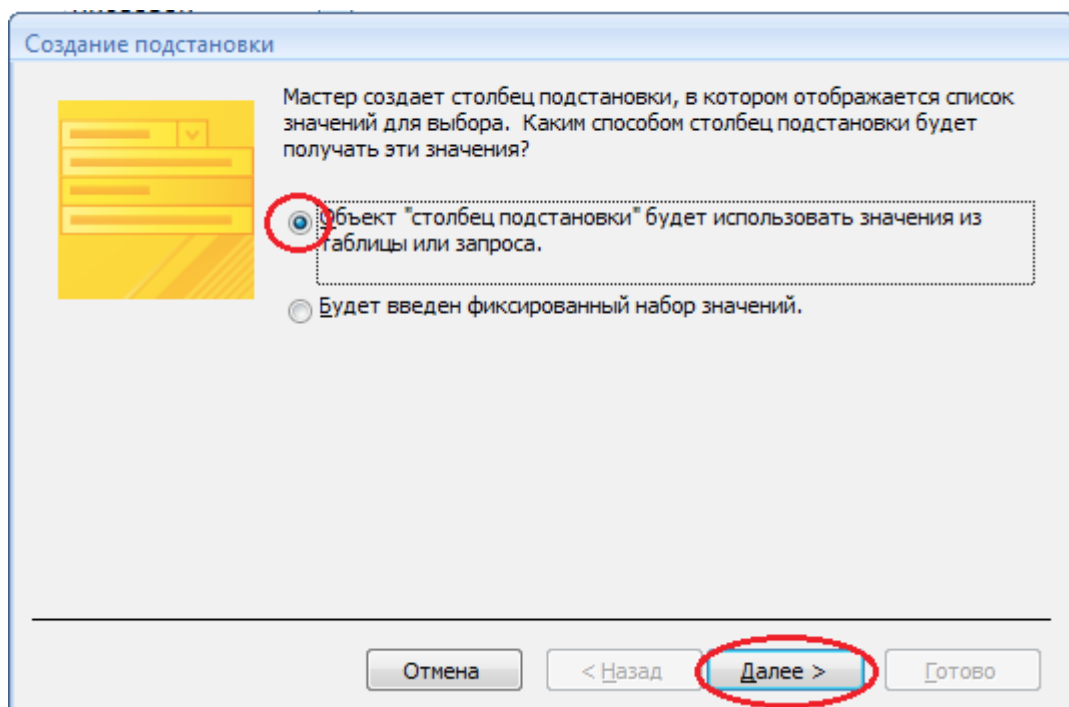 Создание подстановки
Мастер создает столбец подстановки, в котором отображается список
значений для выбора. Каким способом столбец подстановки будет
получать эти значения?
Объект "столбец подстановки" будет использовать значения из
таблицы или запроса.
Будет введен фиксированный набор значений.
Отмена
< Назад
Далее >
Готово